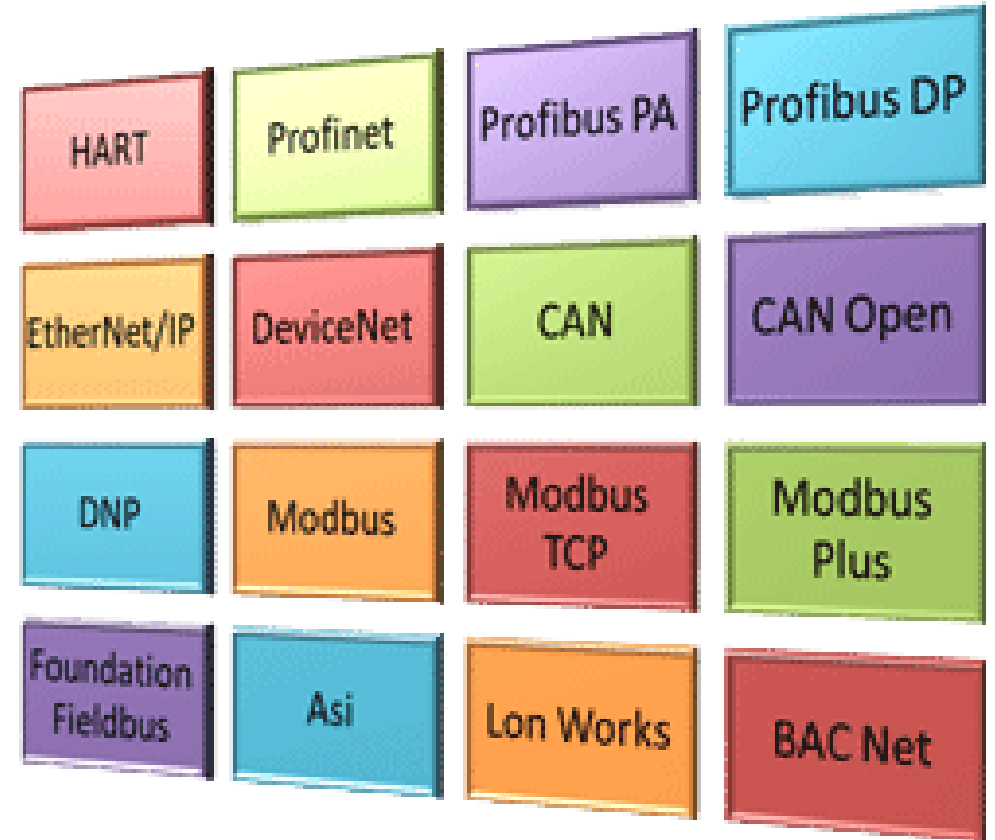 HART
Profinet
Profibus PA
Profibus DP
EtherNet/IP
DeviceNet
CAN
CAN Open
DNP
Modbus
Modbus
TCP
Modbus
Plus
Foundation
Fieldbus
Asi
Lon Works
BAC Net